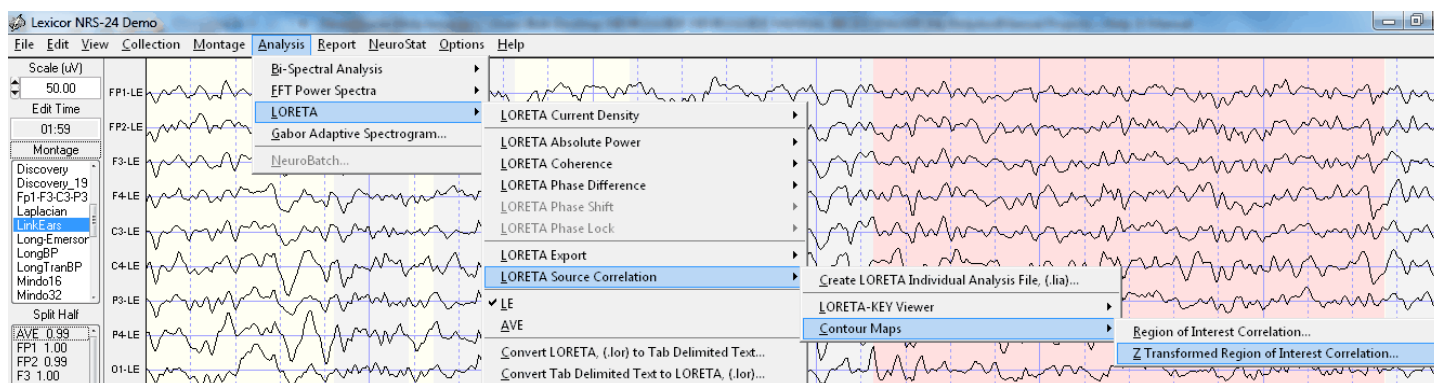 Lexicor NRS-24 Demo
File Edit View Collection Montage Analysis Report NeuroStat Options Help
Scale (uV)
50.00
Edit Time
01:59
Montage
Discovery
Discovery_19
Fp1-F3-C3-P3
Laplacian
LinkEars
Long-Emerson
LongBP
LongTranBP
Mindo16
Mindo32
Split Half
AVE 0.99
FP1 1.00
FP2 0.99
F3 1.00
FP1-LE
FP2-LE
F3-LE
F4-LE
C3-LE
C4-LE
P3-LE
P4-LE
O1-LE
Bi-Spectral Analysis
FFT Power Spectra
LORETA
Gabor Adaptive Spectrogram...
NeuroBatch...
LORETA Current Density
LORETA Absolute Power
LORETA Coherence
LORETA Phase Difference
LORETA Phase Shift
LORETA Phase Lock
LORETA Export
LORETA Source Correlation
LE
AVE
Convert LORETA, (.lor) to Tab Delimited Text...
Convert Tab Delimited Text to LORETA, (.lor)...
Create LORETA Individual Analysis File, (.lia)...
LORETA-KEY Viewer
Contour Maps
Region of Interest Correlation...
Z Transformed Region of Interest Correlation...